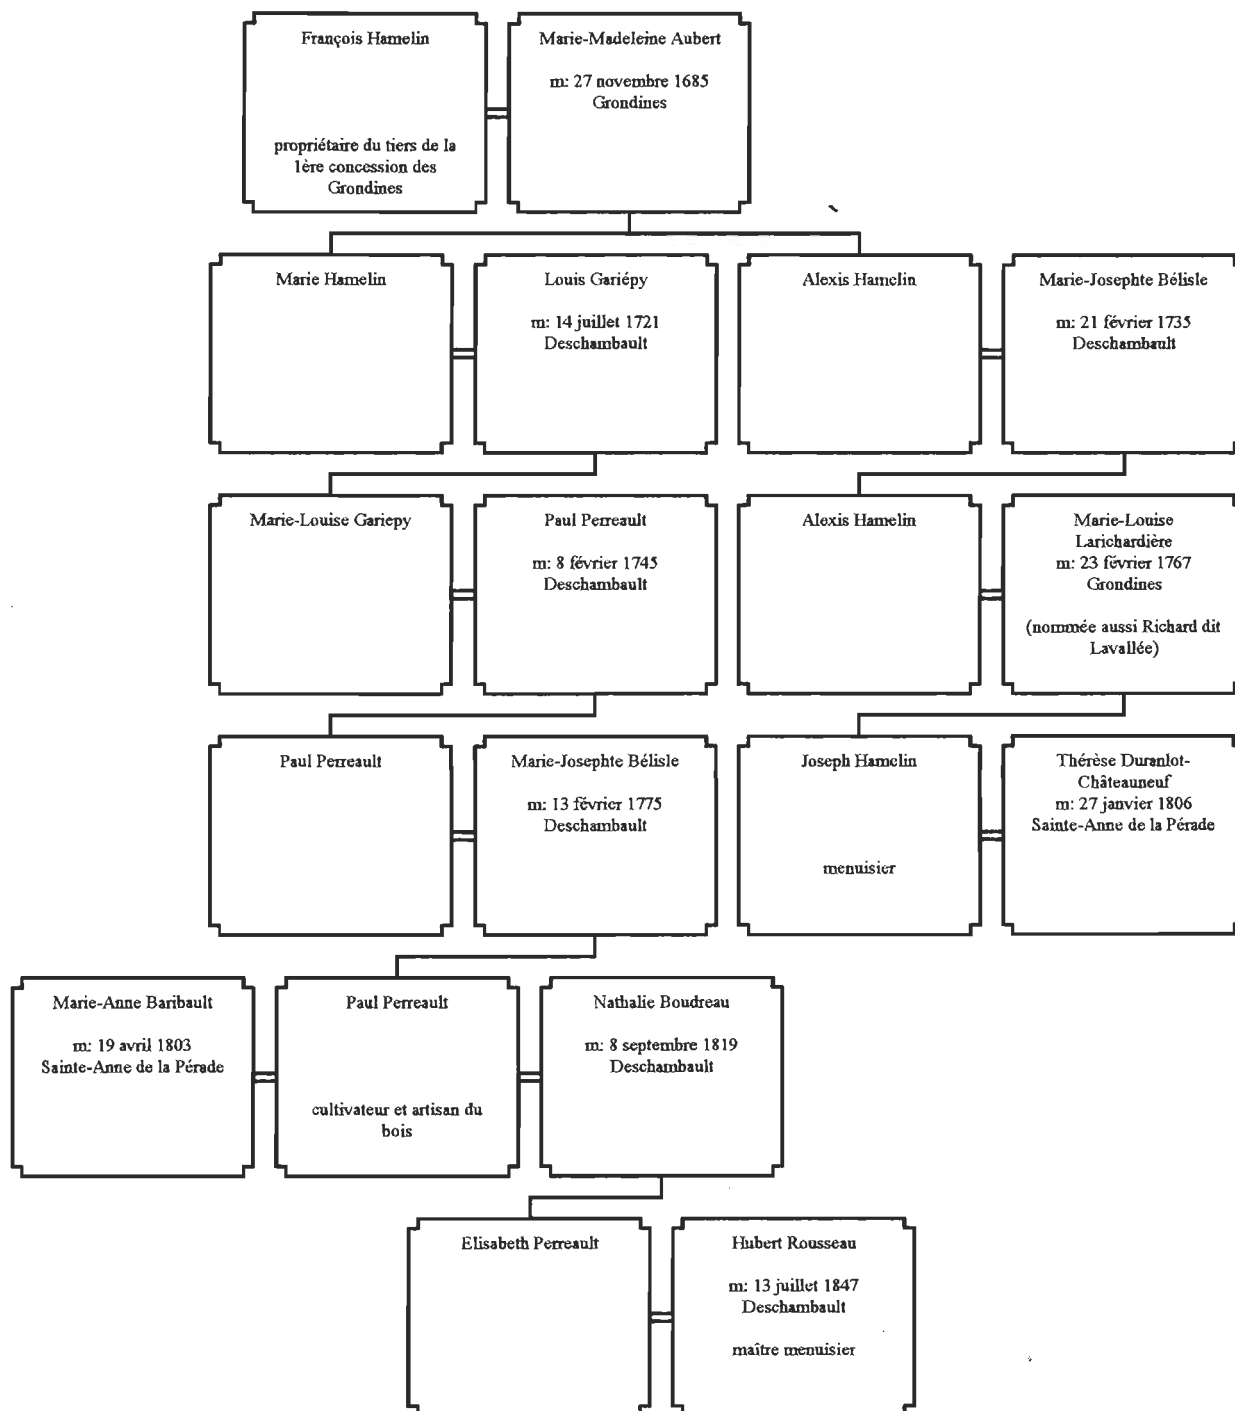 François Hamelin
propriétaire du tiers de la
1ère concession des
Grondines
Marie-Madeleine Aubert
m: 27 novembre 1685
Grondines
Marie Hamelin
Louis Gariépy
m: 14 juillet 1721
Deschambault
Alexis Hamelin
Marie-Josephte Bélisle
m: 21 février 1735
Deschambault
Marie-Louise Gariepy
Paul Perreault
m: 8 février 1745
Deschambault
Alexis Hamelin
Marie-Louise
Larichardière
m: 23 février 1767
Grondines
(nommée aussi Richard dit
Lavallée)
Paul Perreault
Marie-Josephte Bélisle
m: 13 février 1775
Deschambault
Joseph Hamelin
menuisier
Thérèse Duranlot-
Châteauneuf
m: 27 janvier 1806
Sainte-Anne de la Pérade
Marie-Anne Baribault
m: 19 avril 1803
Sainte-Anne de la Pérade
Paul Perreault
cultivateur et artisan du
bois
Nathalie Boudreau
m: 8 septembre 1819
Deschambault
Elisabeth Perreault
Hubert Rousseau
m: 13 juillet 1847
Deschambault
maître menuisier